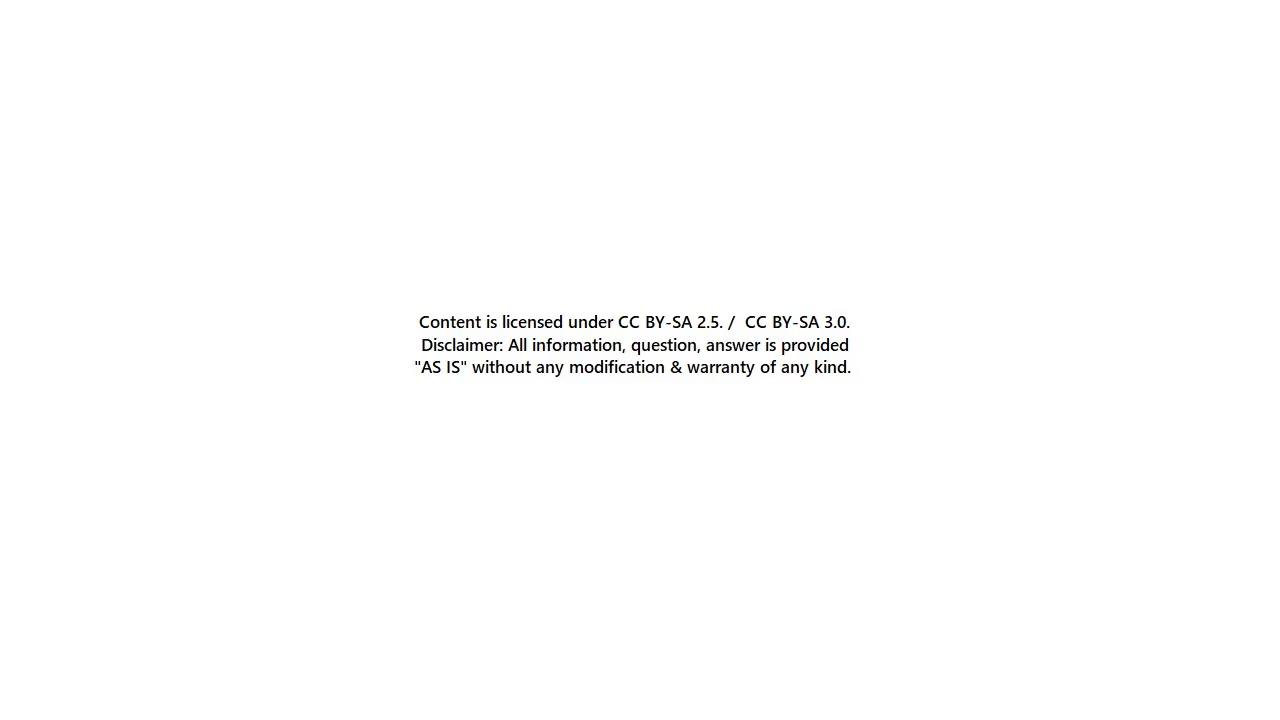 Content is licensed under CC BY-SA 2.5. / CC BY-SA 3.0.
Disclaimer: All information, question, answer is provided
"AS IS" without any modification & warranty of any kind.